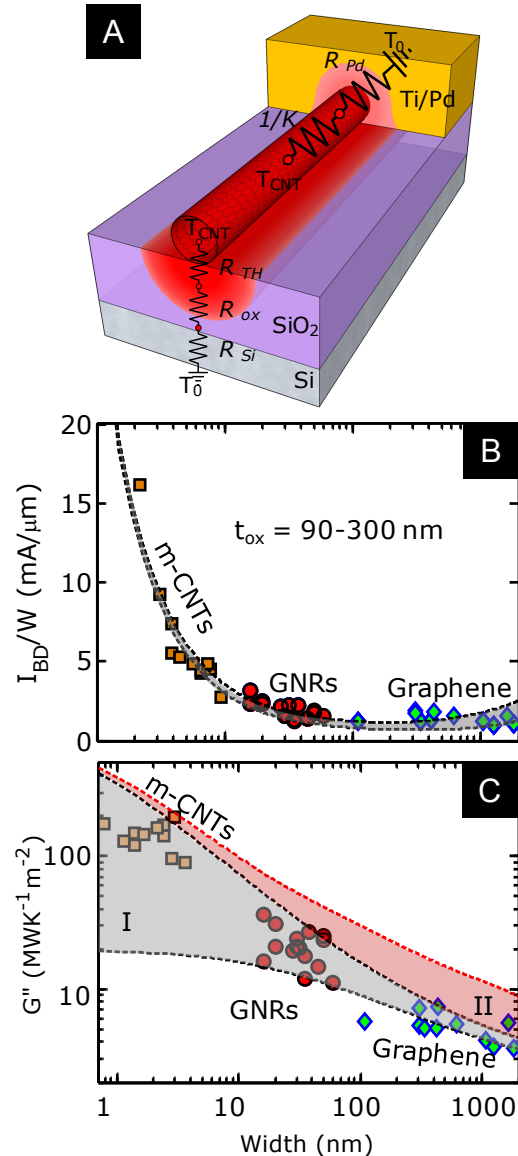 A
T0
R Pd
Ti/Pd
1/K
TCNT
TCNT
R TH
R ox
SiO2
R Si
Si
T0
B
20
15
10
5
0
IBD/W (mA/μm)
tox = 90-300 nm
m-CNTs
GNRs
Graphene
C
m-CNTs
100
10
G" (MWK-1m-2)
I
II
GNRs
Graphene
1 10 100 1000
Width (nm)